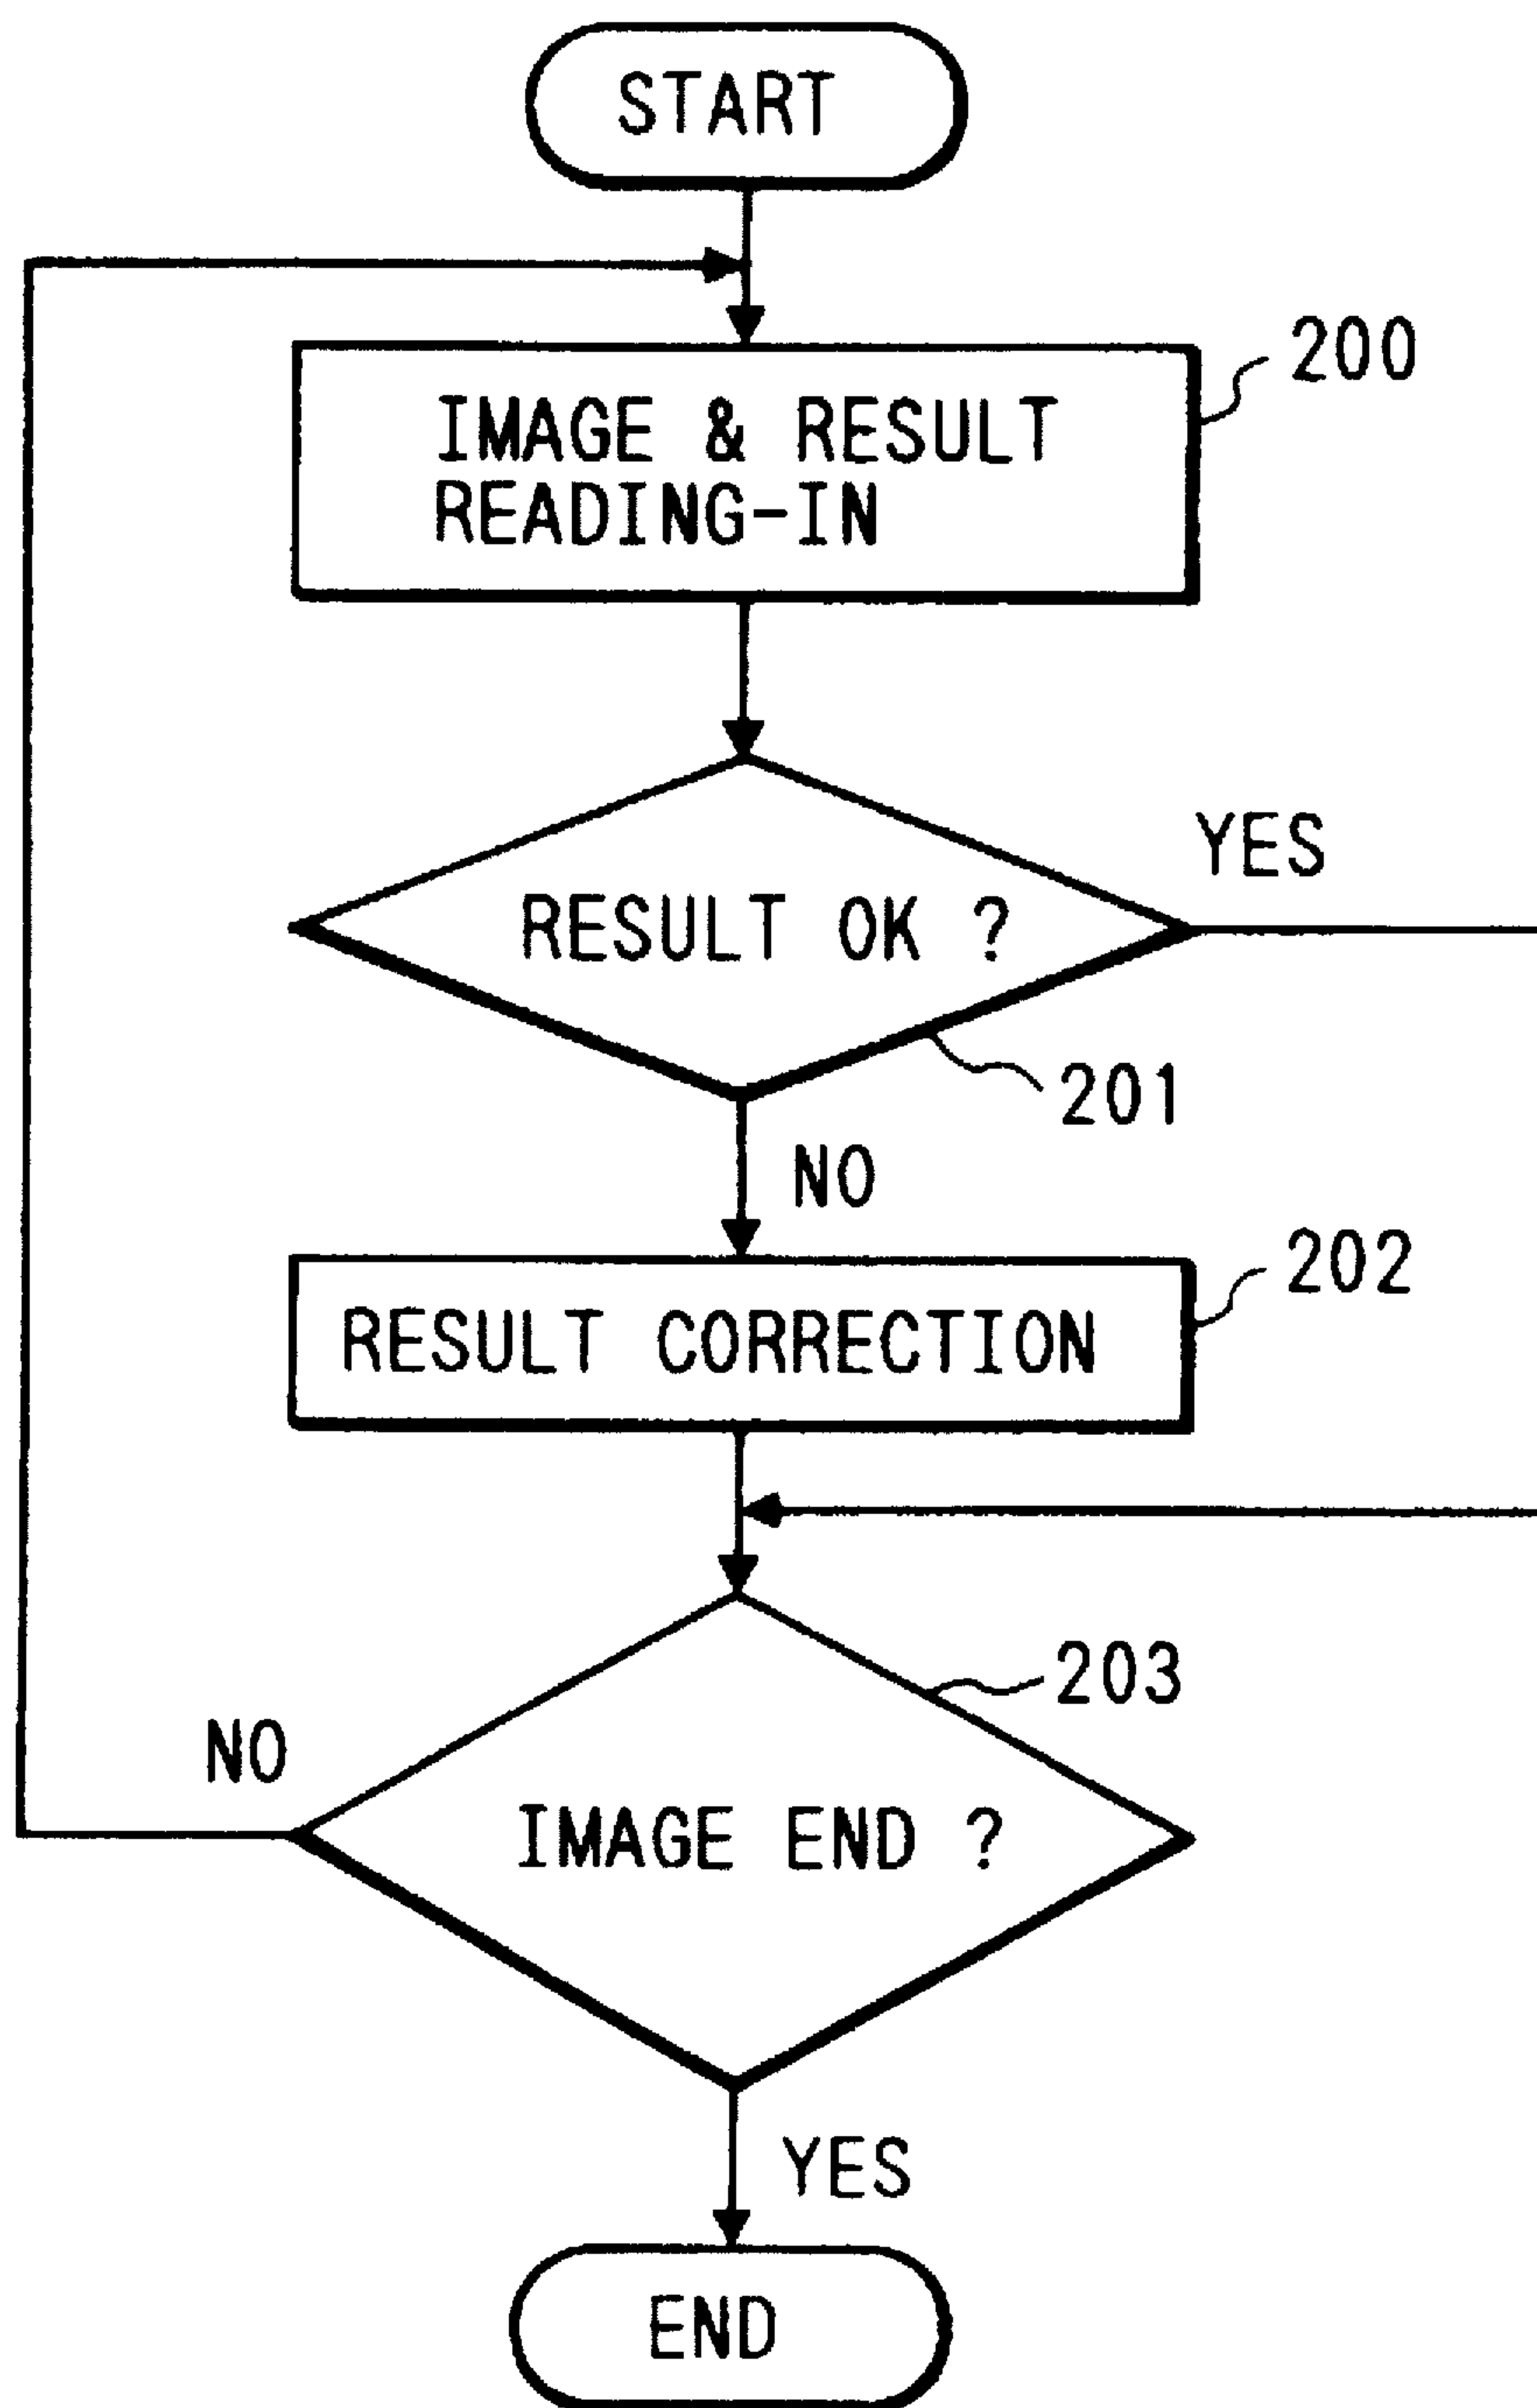 START
200
IMAGE & RESULT
READING-IN
YES
RESULT OK ?
201
NO
202
RESULT CORRECTION
203
NO
IMAGE END ?
YES
END